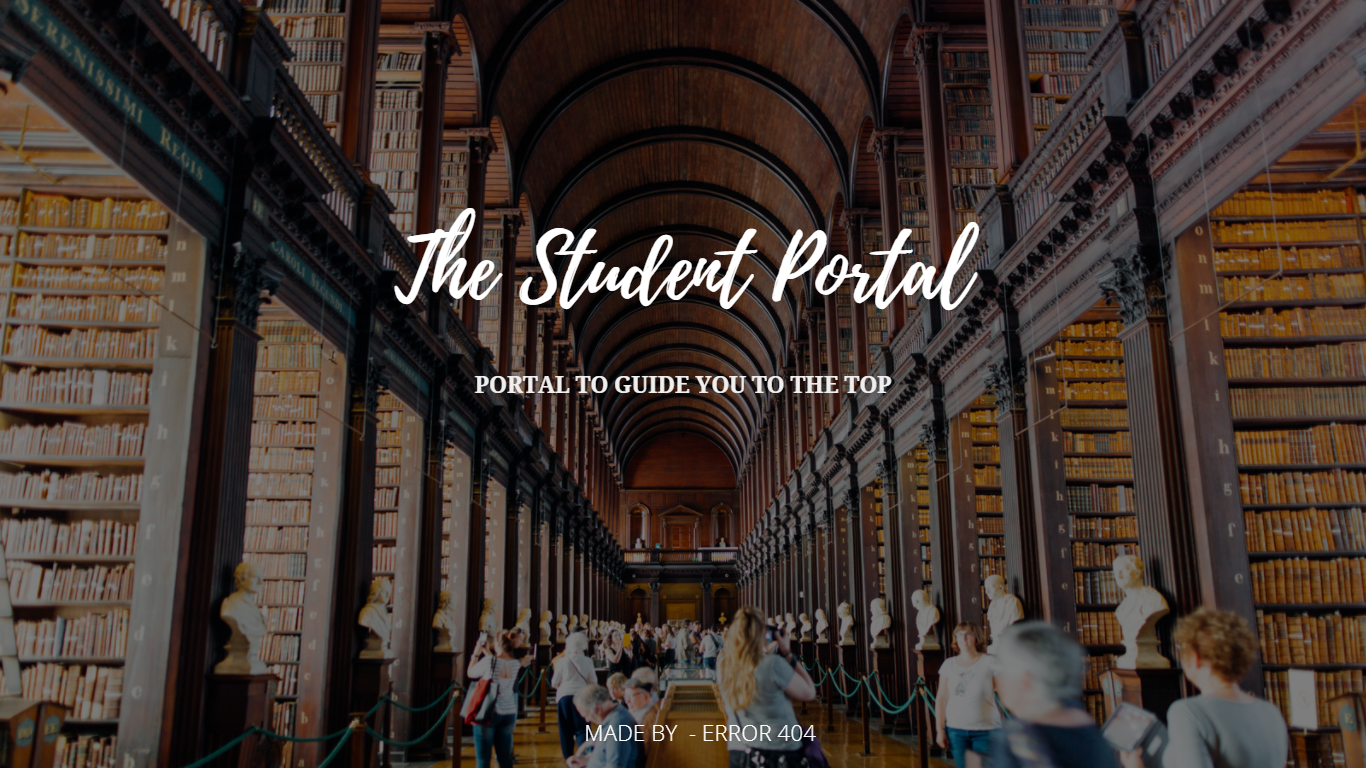 SERENISSIMI REGIS
The Student Portal
PORTAL TO GUIDE YOU TO THE TOP
n
m
l
k
i
h
g
f
e
d
c
o
n
m
l
k
i
h
g
f
e
MADE BY - ERROR 404